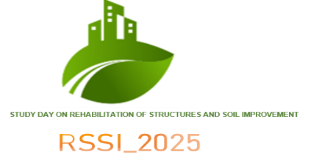 STUDY DAY ON REHABILITATION OF STRUCTURES AND SOIL IMPROVEMENT
RSSI_2025